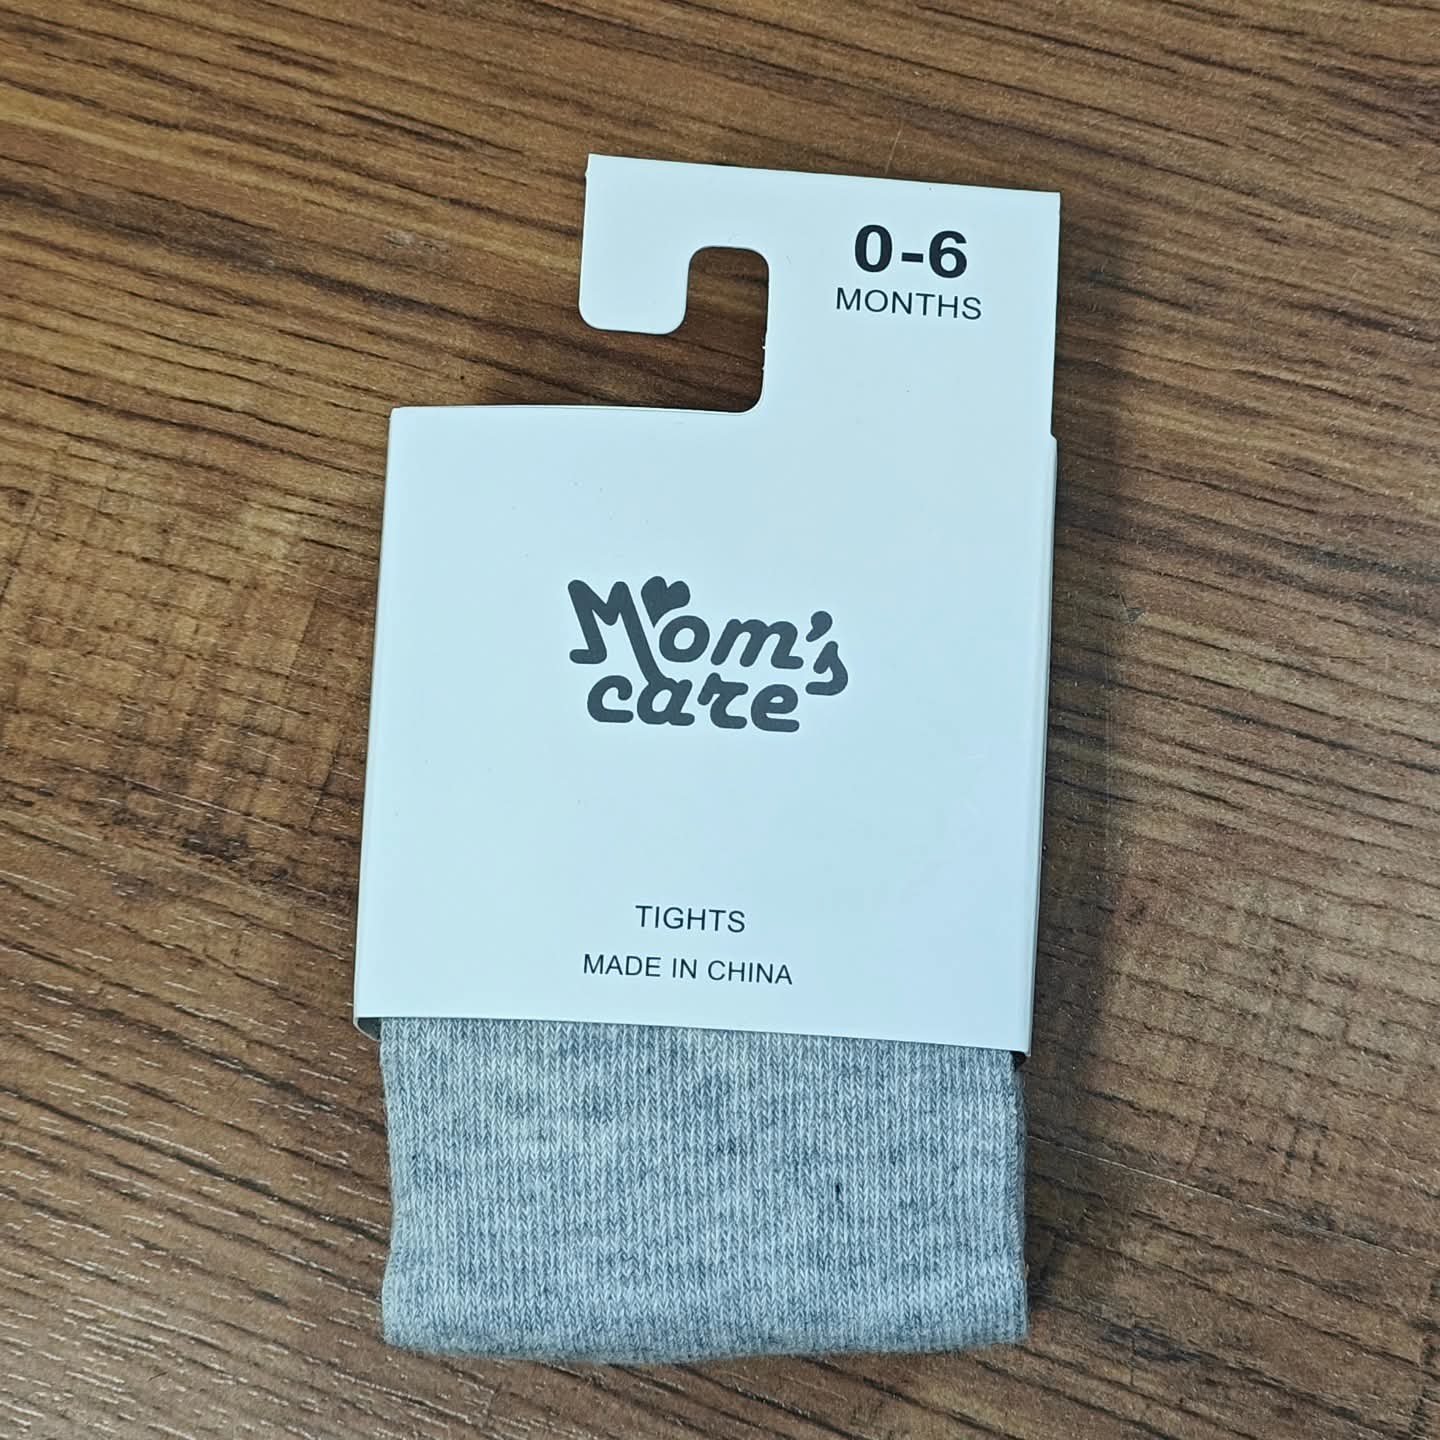 0-6
MONTHS
Mom's
care
TIGHTS
MADE IN CHINA